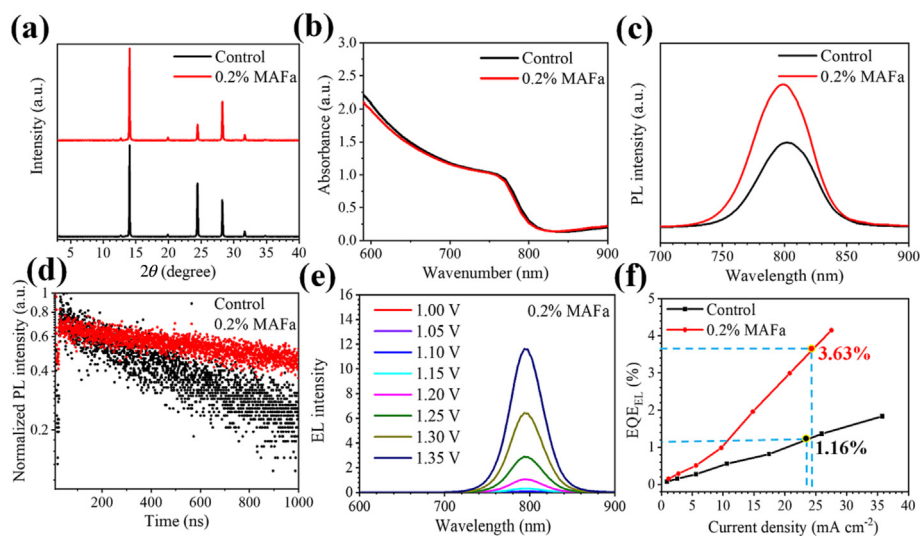 (a)
Control
0.2% MAFa
Intensity (a.u.)
5 10 15 20 25 30 35 40
2θ (degree)
(b)
Control
0.2% MAFa
Absorbance (a.u.)
3.0
2.5
2.0
1.5
1.0
0.5
0.0
600 700 800 900
Wavenumber (nm)
(c)
Control
0.2% MAFa
PL intensity (a.u.)
700 750 800 850 900
Wavelength (nm)
(d)
Control
0.2% MAFa
Normalized PL intensity (a.u.)
1
0.8
0.6
0.4
0.2
200 400 600 800 1000
Time (ns)
(e)
0.2% MAFa
1.00 V
1.05 V
1.10 V
1.15 V
1.20 V
1.25 V
1.30 V
1.35 V
EL intensity
16
14
12
10
8
6
4
2
0
600 700 800 900
Wavelength (nm)
(f)
Control
0.2% MAFa
3.63%
1.16%
EQE_EL (%)
5
4
3
2
1
0
0 5 10 15 20 25 30 35 40
Current density (mA cm⁻²)